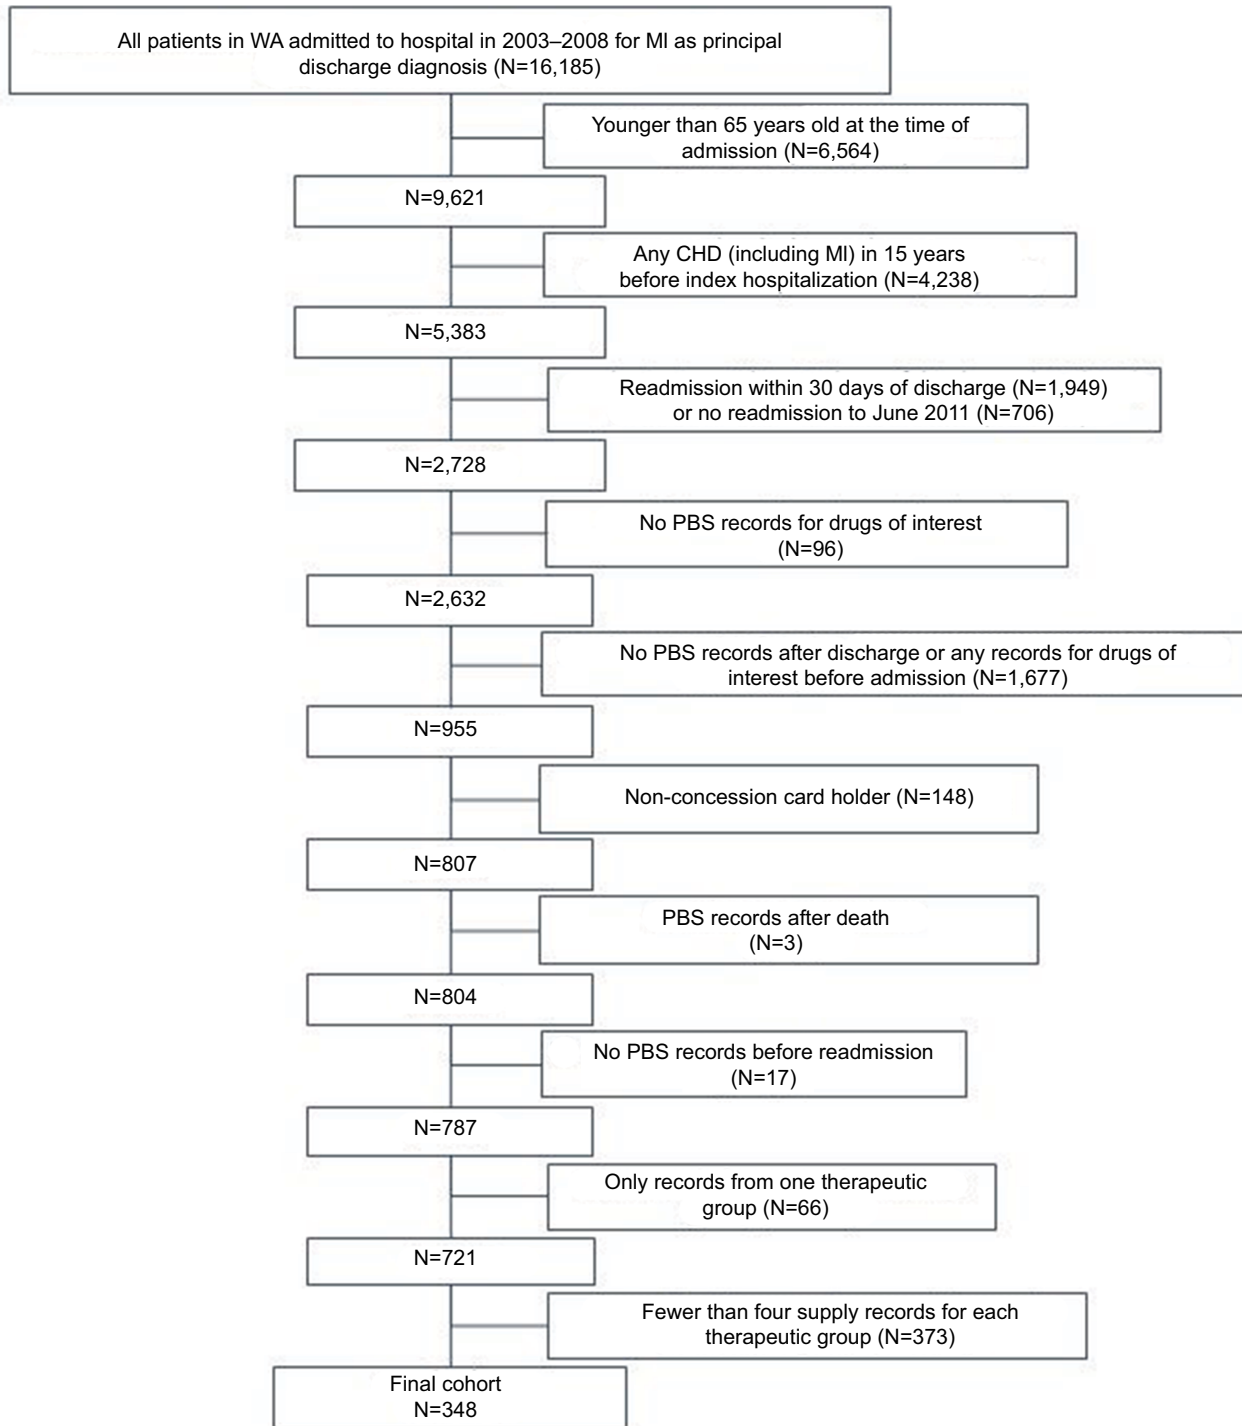 All patients in WA admitted to hospital in 2003–2008 for MI as principal
discharge diagnosis (N=16,185)
Younger than 65 years old at the time of
admission (N=6,564)
N=9,621
Any CHD (including MI) in 15 years
before index hospitalization (N=4,238)
N=5,383
Readmission within 30 days of discharge (N=1,949)
or no readmission to June 2011 (N=706)
N=2,728
No PBS records for drugs of interest
(N=96)
N=2,632
No PBS records after discharge or any records for drugs of
interest before admission (N=1,677)
N=955
Non-concession card holder (N=148)
N=807
PBS records after death
(N=3)
N=804
No PBS records before readmission
(N=17)
N=787
Only records from one therapeutic
group (N=66)
N=721
Fewer than four supply records for each
therapeutic group (N=373)
Final cohort
N=348